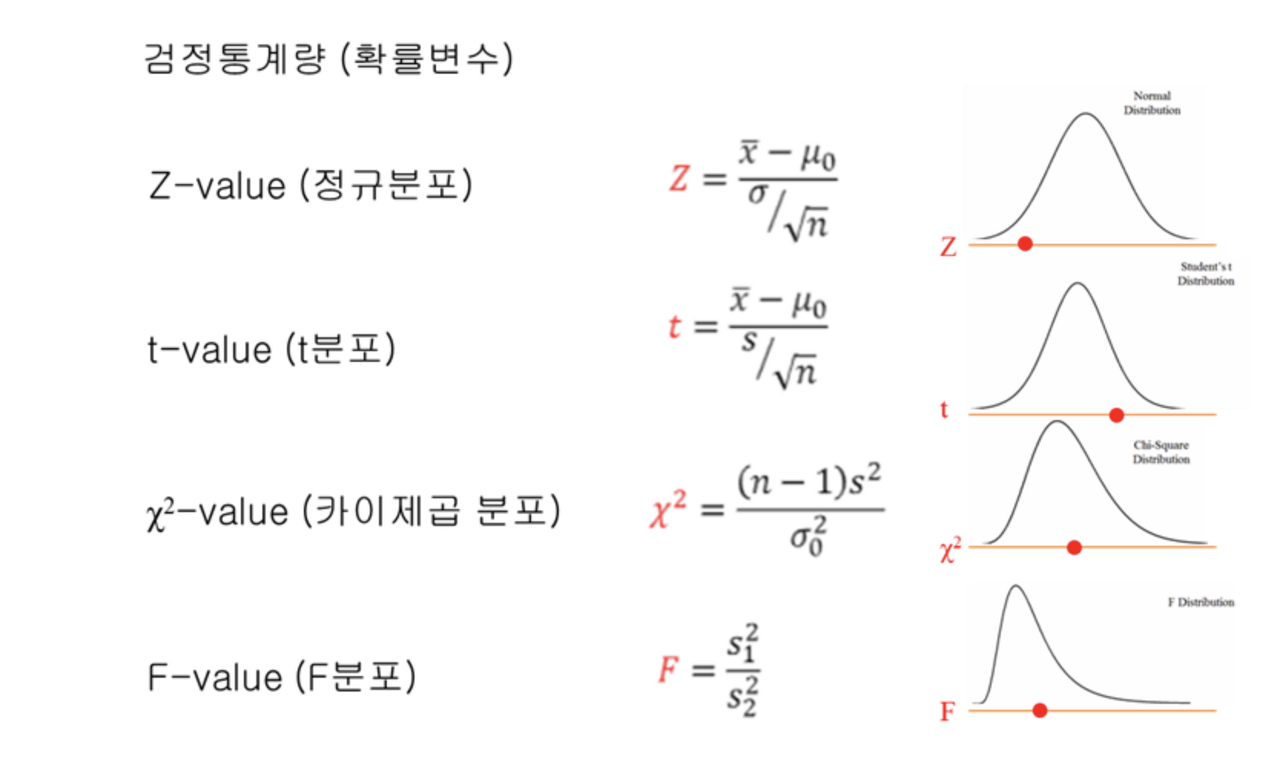 검정통계량 (확률변수)
Z-value (정규분포)
Z = (x̄ − μ₀) / (σ/√n)
Normal
Distribution
Z
t-value (t분포)
t = (x̄ − μ₀) / (s/√n)
Student's t
Distribution
t
χ²-value (카이제곱 분포)
χ² = (n − 1)s² / σ₀²
Chi-Square
Distribution
χ²
F-value (F분포)
F = s₁² / s₂²
F Distribution
F